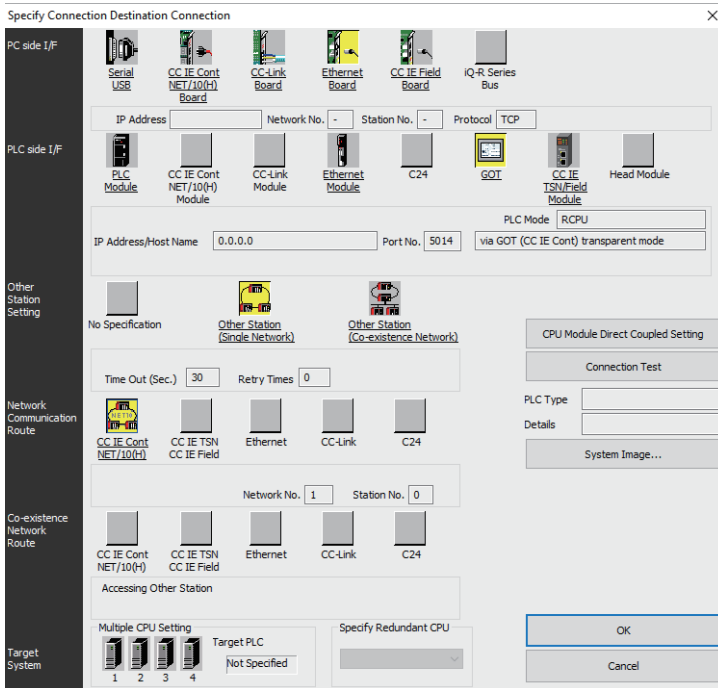 Specify Connection Destination Connection
PC side I/F
Serial
USB
CC IE Cont
NET/10(H)
Board
CC-Link
Board
Ethernet
Board
CC IE Field
Board
iQ-R Series
Bus
IP Address
Network No. -
Station No. -
Protocol TCP
PLC side I/F
PLC
Module
CC IE Cont
NET/10(H)
Module
CC-Link
Module
Ethernet
Module
C24
GOT
CC IE
TSN/Field
Module
Head Module
PLC Mode RCPU
IP Address/Host Name 0.0.0.0
Port No. 5014
via GOT (CC IE Cont) transparent mode
Other
Station
Setting
No Specification
Other Station
(Single Network)
Other Station
(Co-existence Network)
CPU Module Direct Coupled Setting
Connection Test
Time Out (Sec.) 30
Retry Times 0
PLC Type
Details
System Image...
Network
Communication
Route
NET10
CC IE Cont
NET/10(H)
CC IE TSN
CC IE Field
Ethernet
CC-Link
C24
Network No. 1
Station No. 0
Co-existence
Network
Route
CC IE Cont
NET/10(H)
CC IE TSN
CC IE Field
Ethernet
CC-Link
C24
Accessing Other Station
Target
System
Multiple CPU Setting
1 2 3 4
Target PLC
Not Specified
Specify Redundant CPU
OK
Cancel